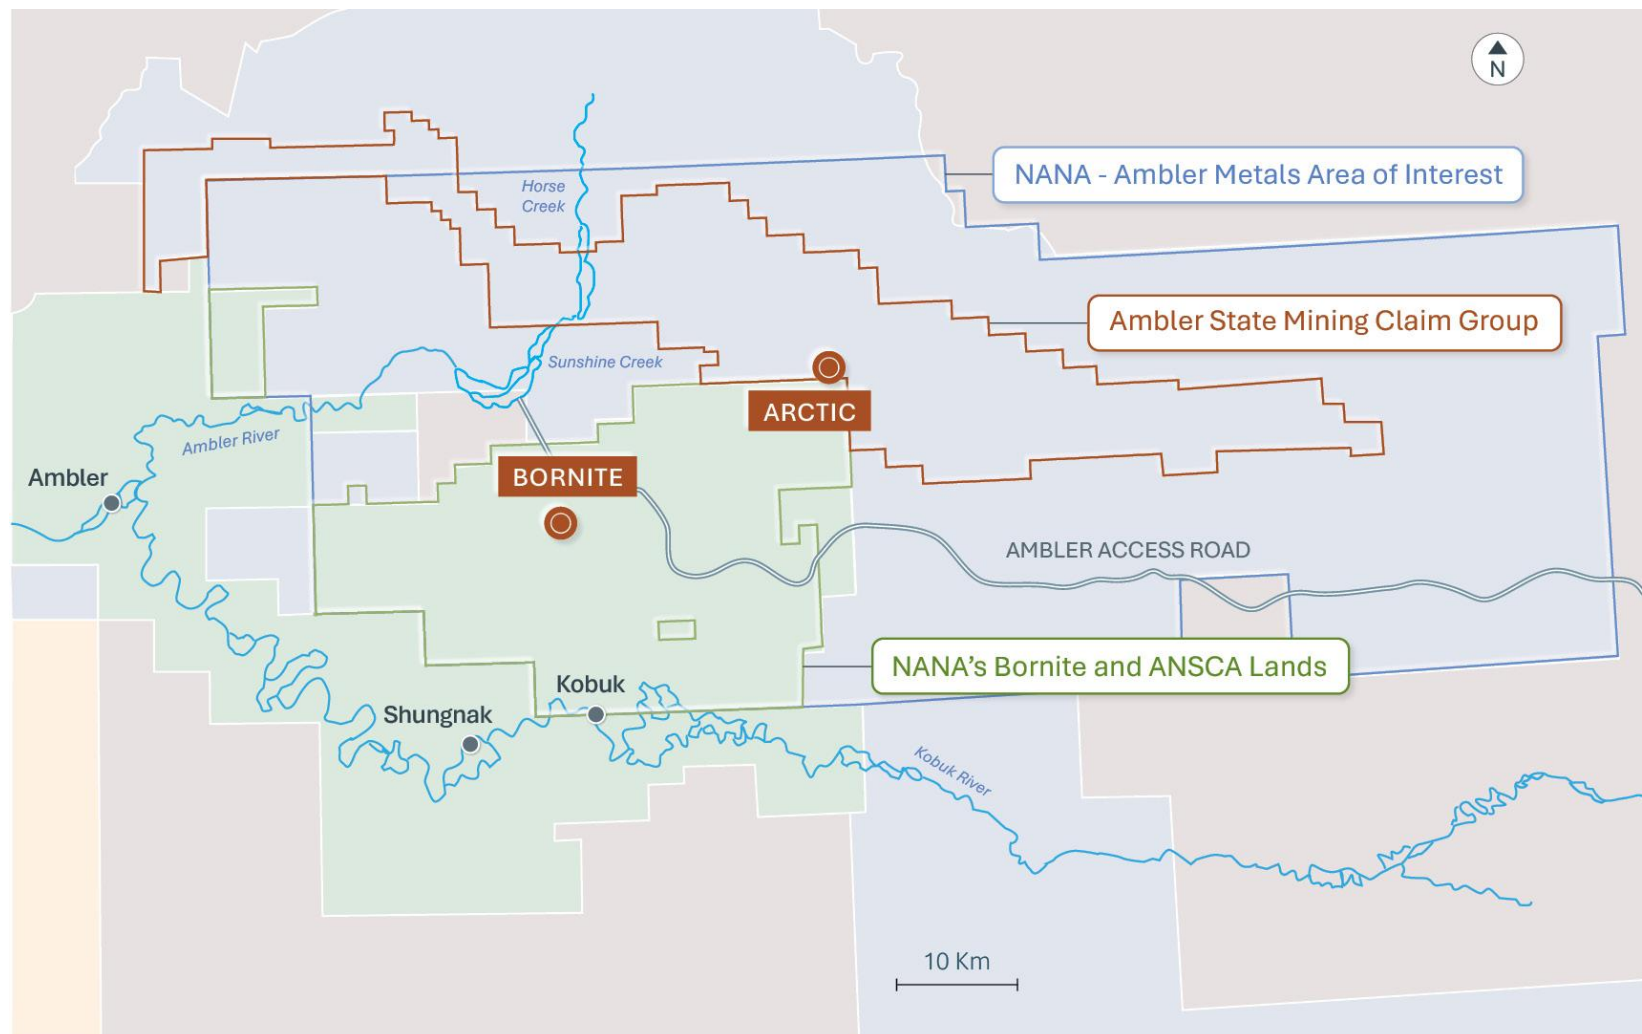 N
NANA - Ambler Metals Area of Interest
Horse
Creek
Ambler State Mining Claim Group
Sunshine Creek
ARCTIC
Ambler River
BORNITE
Ambler
AMBLER ACCESS ROAD
NANA’s Bornite and ANSCA Lands
Kobuk
Shungnak
Kobuk River
10 Km